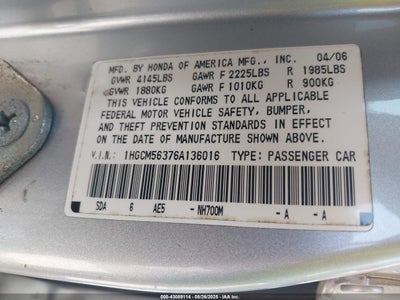 MFD. BY HONDA OF AMERICA MFG., INC. 04/06
GVWR 4145LBS GAWR F 2225LBS R 1985LBS
GVWR 1880KG GAWR F 1010KG R 900KG
THIS VEHICLE CONFORMS TO ALL APPLICABLE
FEDERAL MOTOR VEHICLE SAFETY, BUMPER,
AND THEFT PREVENTION STANDARDS IN EFFECT
ON THE DATE OF MANUFACTURE SHOWN ABOVE.
V.I.N.: 1HGCM56376A136016 TYPE: PASSENGER CAR
SDA 6 AE5 - NH700M - A - A
000-43089114 - 08/26/2025 - IAA Inc.